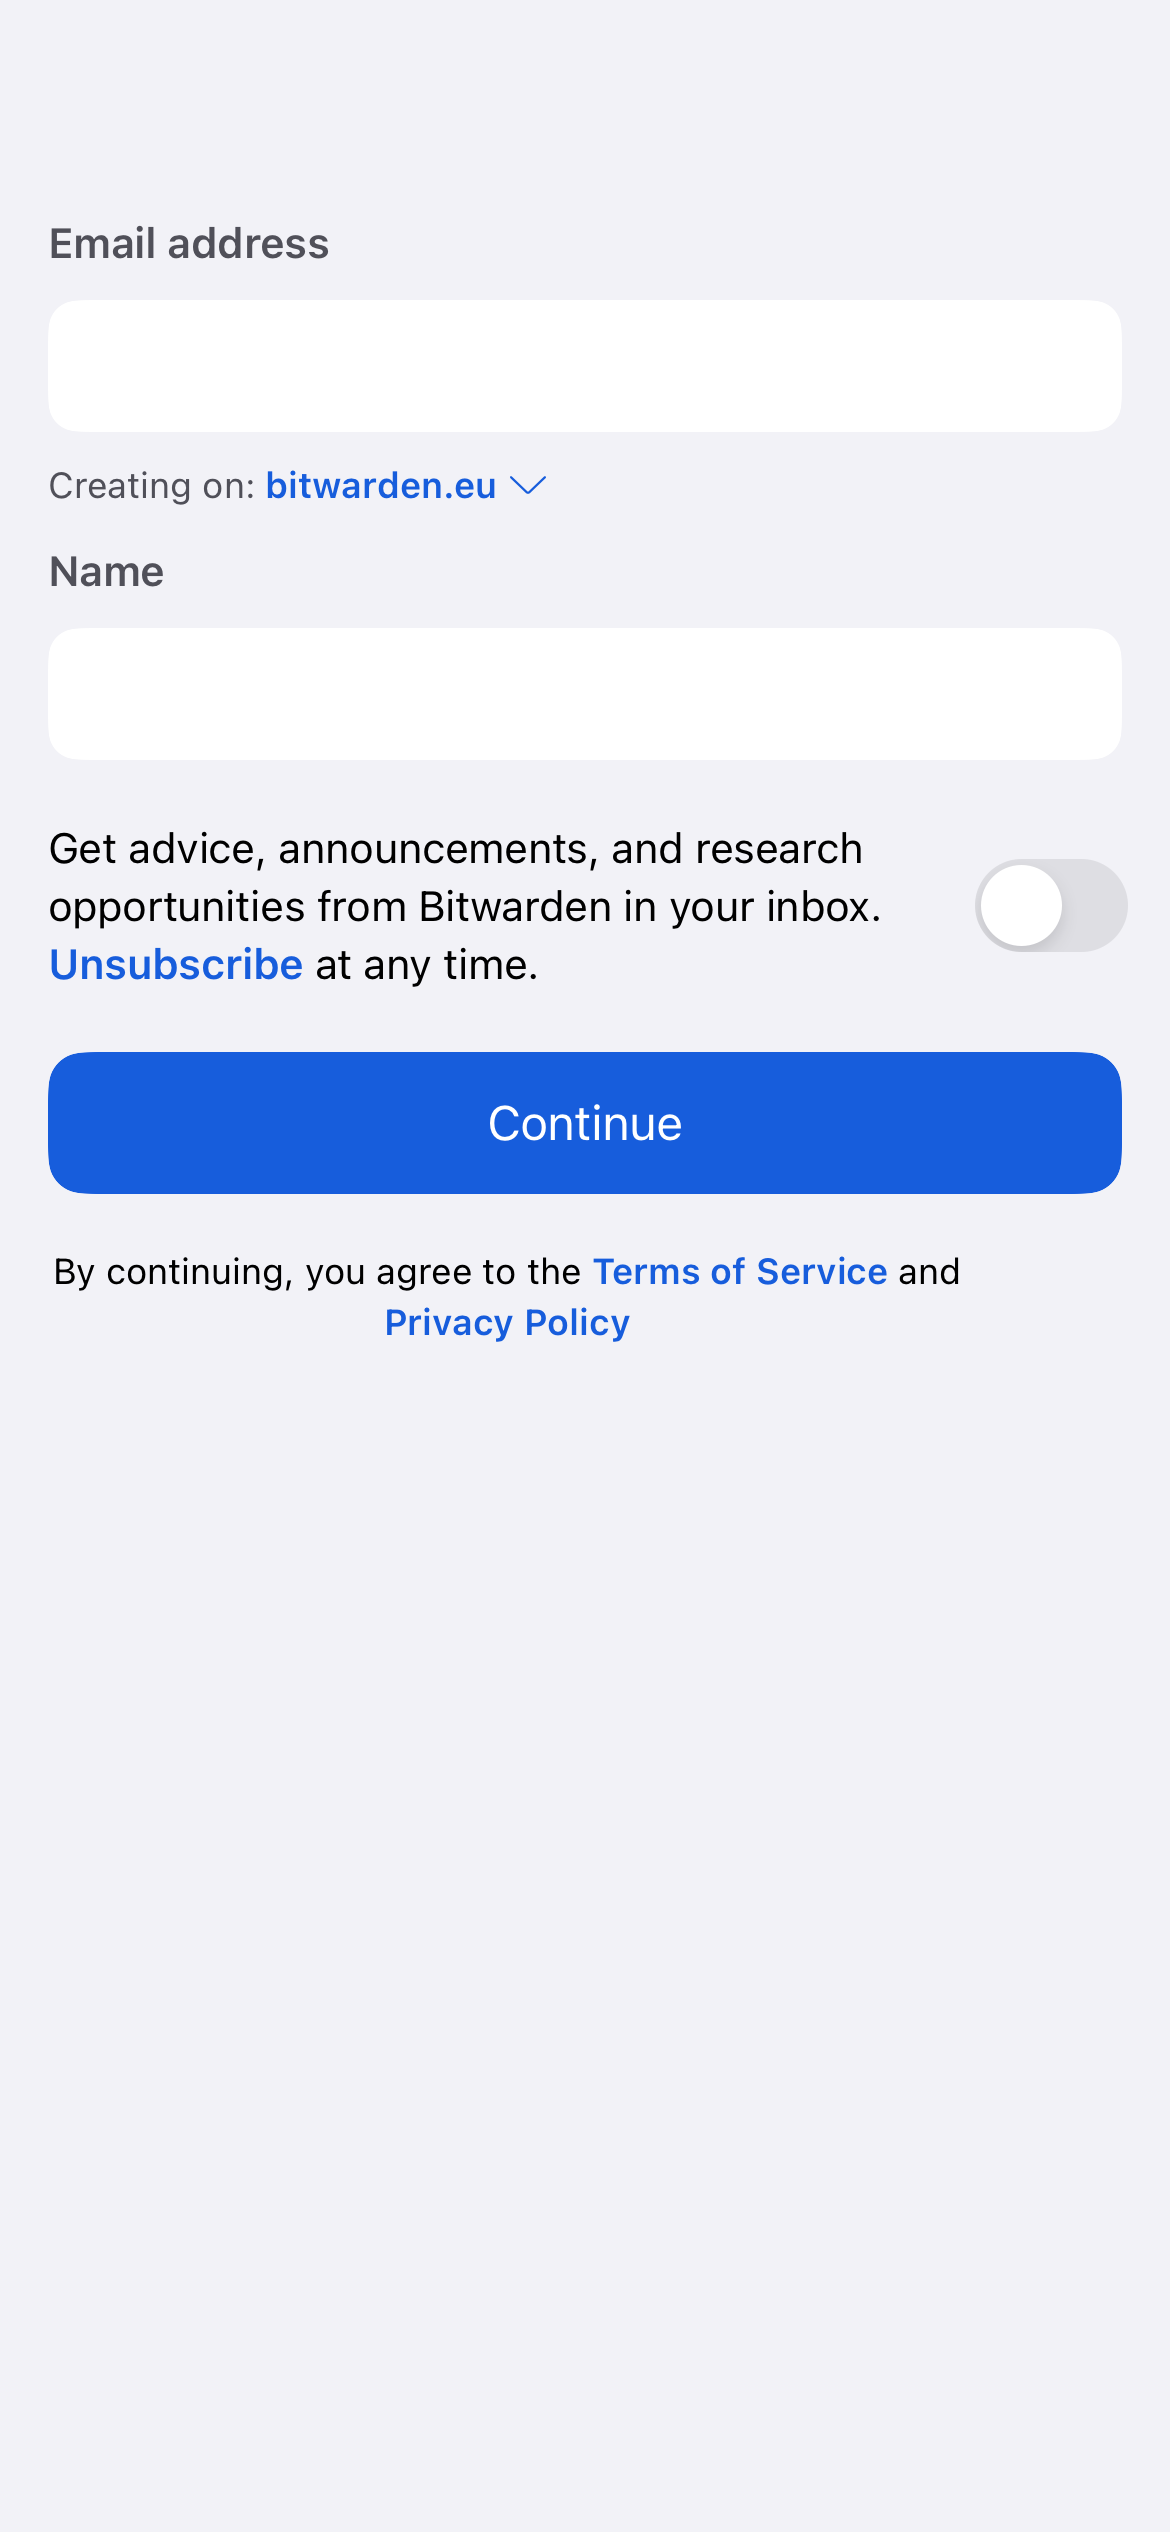 Email address
Creating on: bitwarden.eu
Name
Get advice, announcements, and research
opportunities from Bitwarden in your inbox.
Unsubscribe at any time.
Continue
By continuing, you agree to the Terms of Service and
Privacy Policy